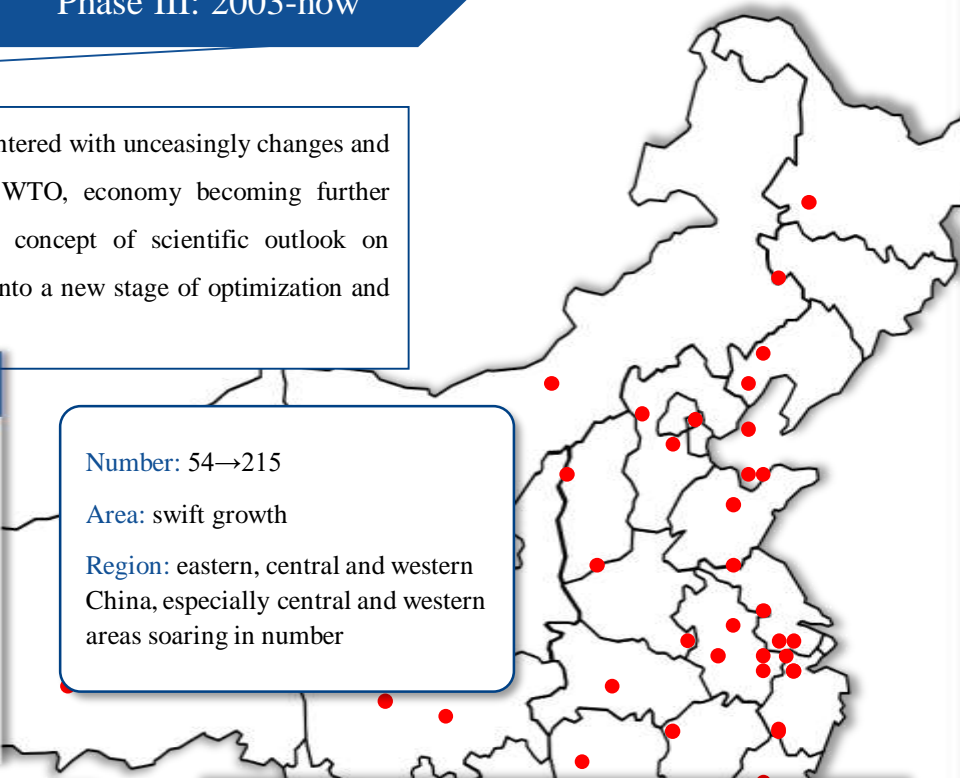 Phase III: 2003-now
with unceasingly changes and
WTO, economy becoming further
concept of scientific outlook on
a new stage of optimization and
Number: 54→215
Area: swift growth
Region: eastern, central and western
China, especially central and western
areas soaring in number